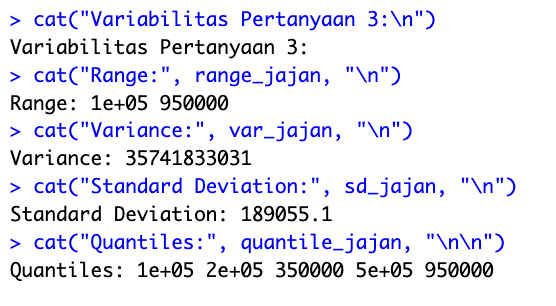 > cat("Variabilitas Pertanyaan 3:\n")
Variabilitas Pertanyaan 3:
> cat("Range:", range_jajan, "\n")
Range: 1e+05 950000
> cat("Variance:", var_jajan, "\n")
Variance: 35741833031
> cat("Standard Deviation:", sd_jajan, "\n")
Standard Deviation: 189055.1
> cat("Quantiles:", quantile_jajan, "\n\n")
Quantiles: 1e+05 2e+05 350000 5e+05 950000